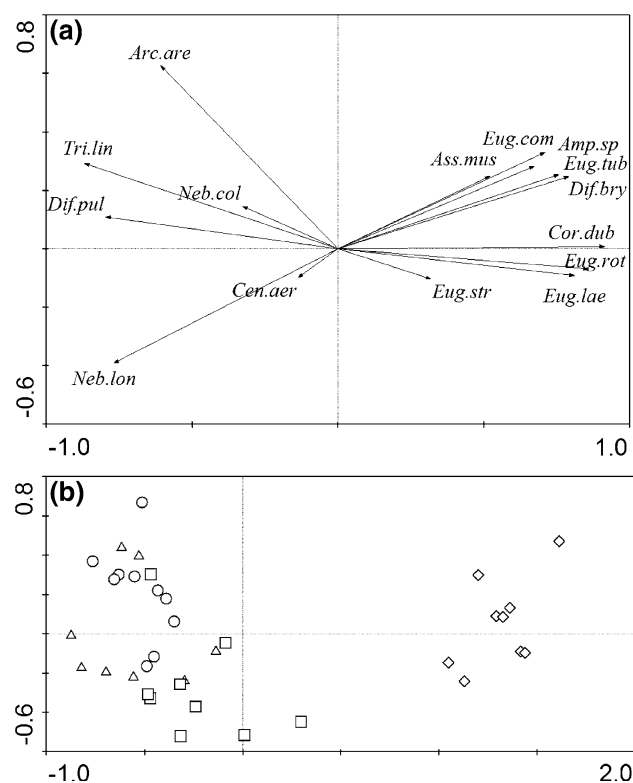 0.8
(a)
Arc.are
Tri.lin
Eug.com
Amp.sp
Ass.mus
Eug.tub
Neb.col
Dif.bry
Dif.pul
Cor.dub
Eug.rot
Cen.aer
Eug.str
Eug.lae
Neb.lon
-0.6
-1.0
1.0
0.8
(b)
-0.6
-1.0
2.0